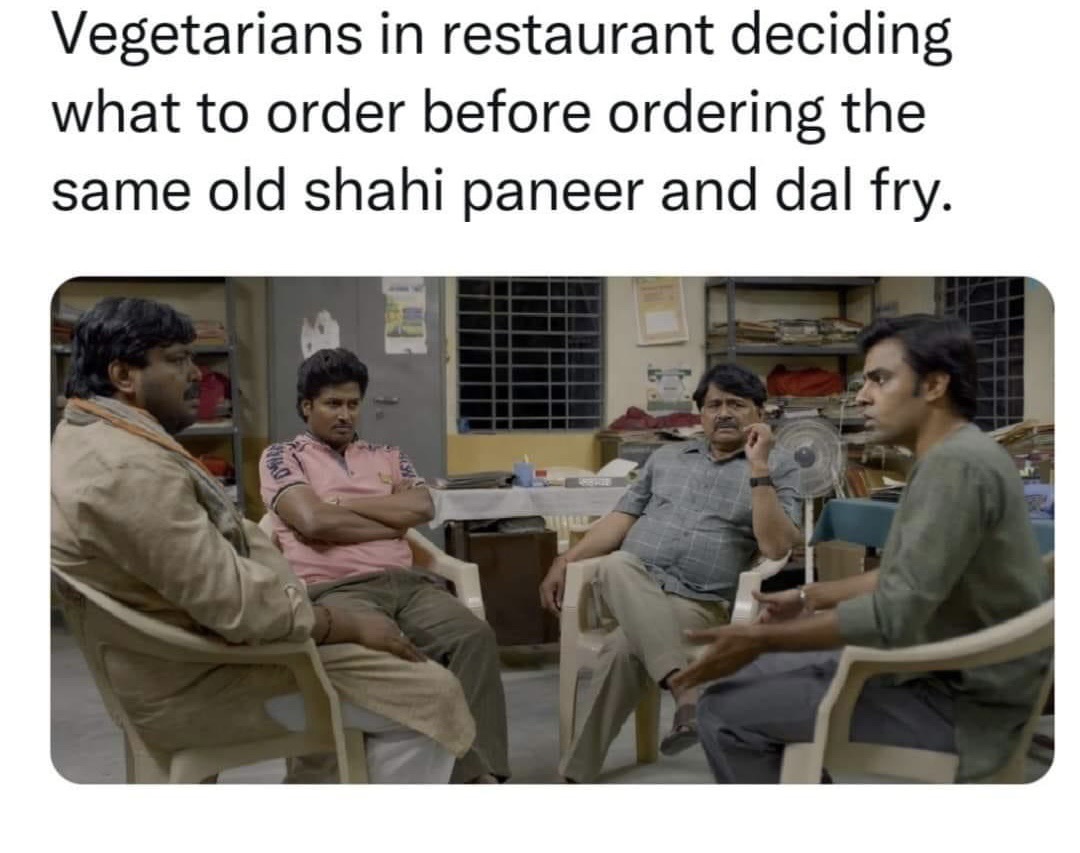 Vegetarians in restaurant deciding
what to order before ordering the
same old shahi paneer and dal fry.